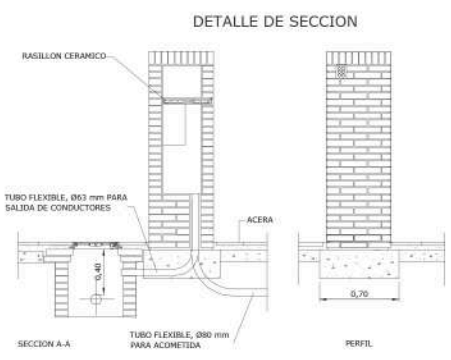 DETALLE DE SECCION
RASILLON CERAMICO
TUBO FLEXIBLE, Ø63 mm PARA
SALIDA DE CONDUCTORES
ACERA
0,40
0,70
SECCION A-A
TUBO FLEXIBLE, Ø80 mm
PARA ACOMETIDA
PERFIL